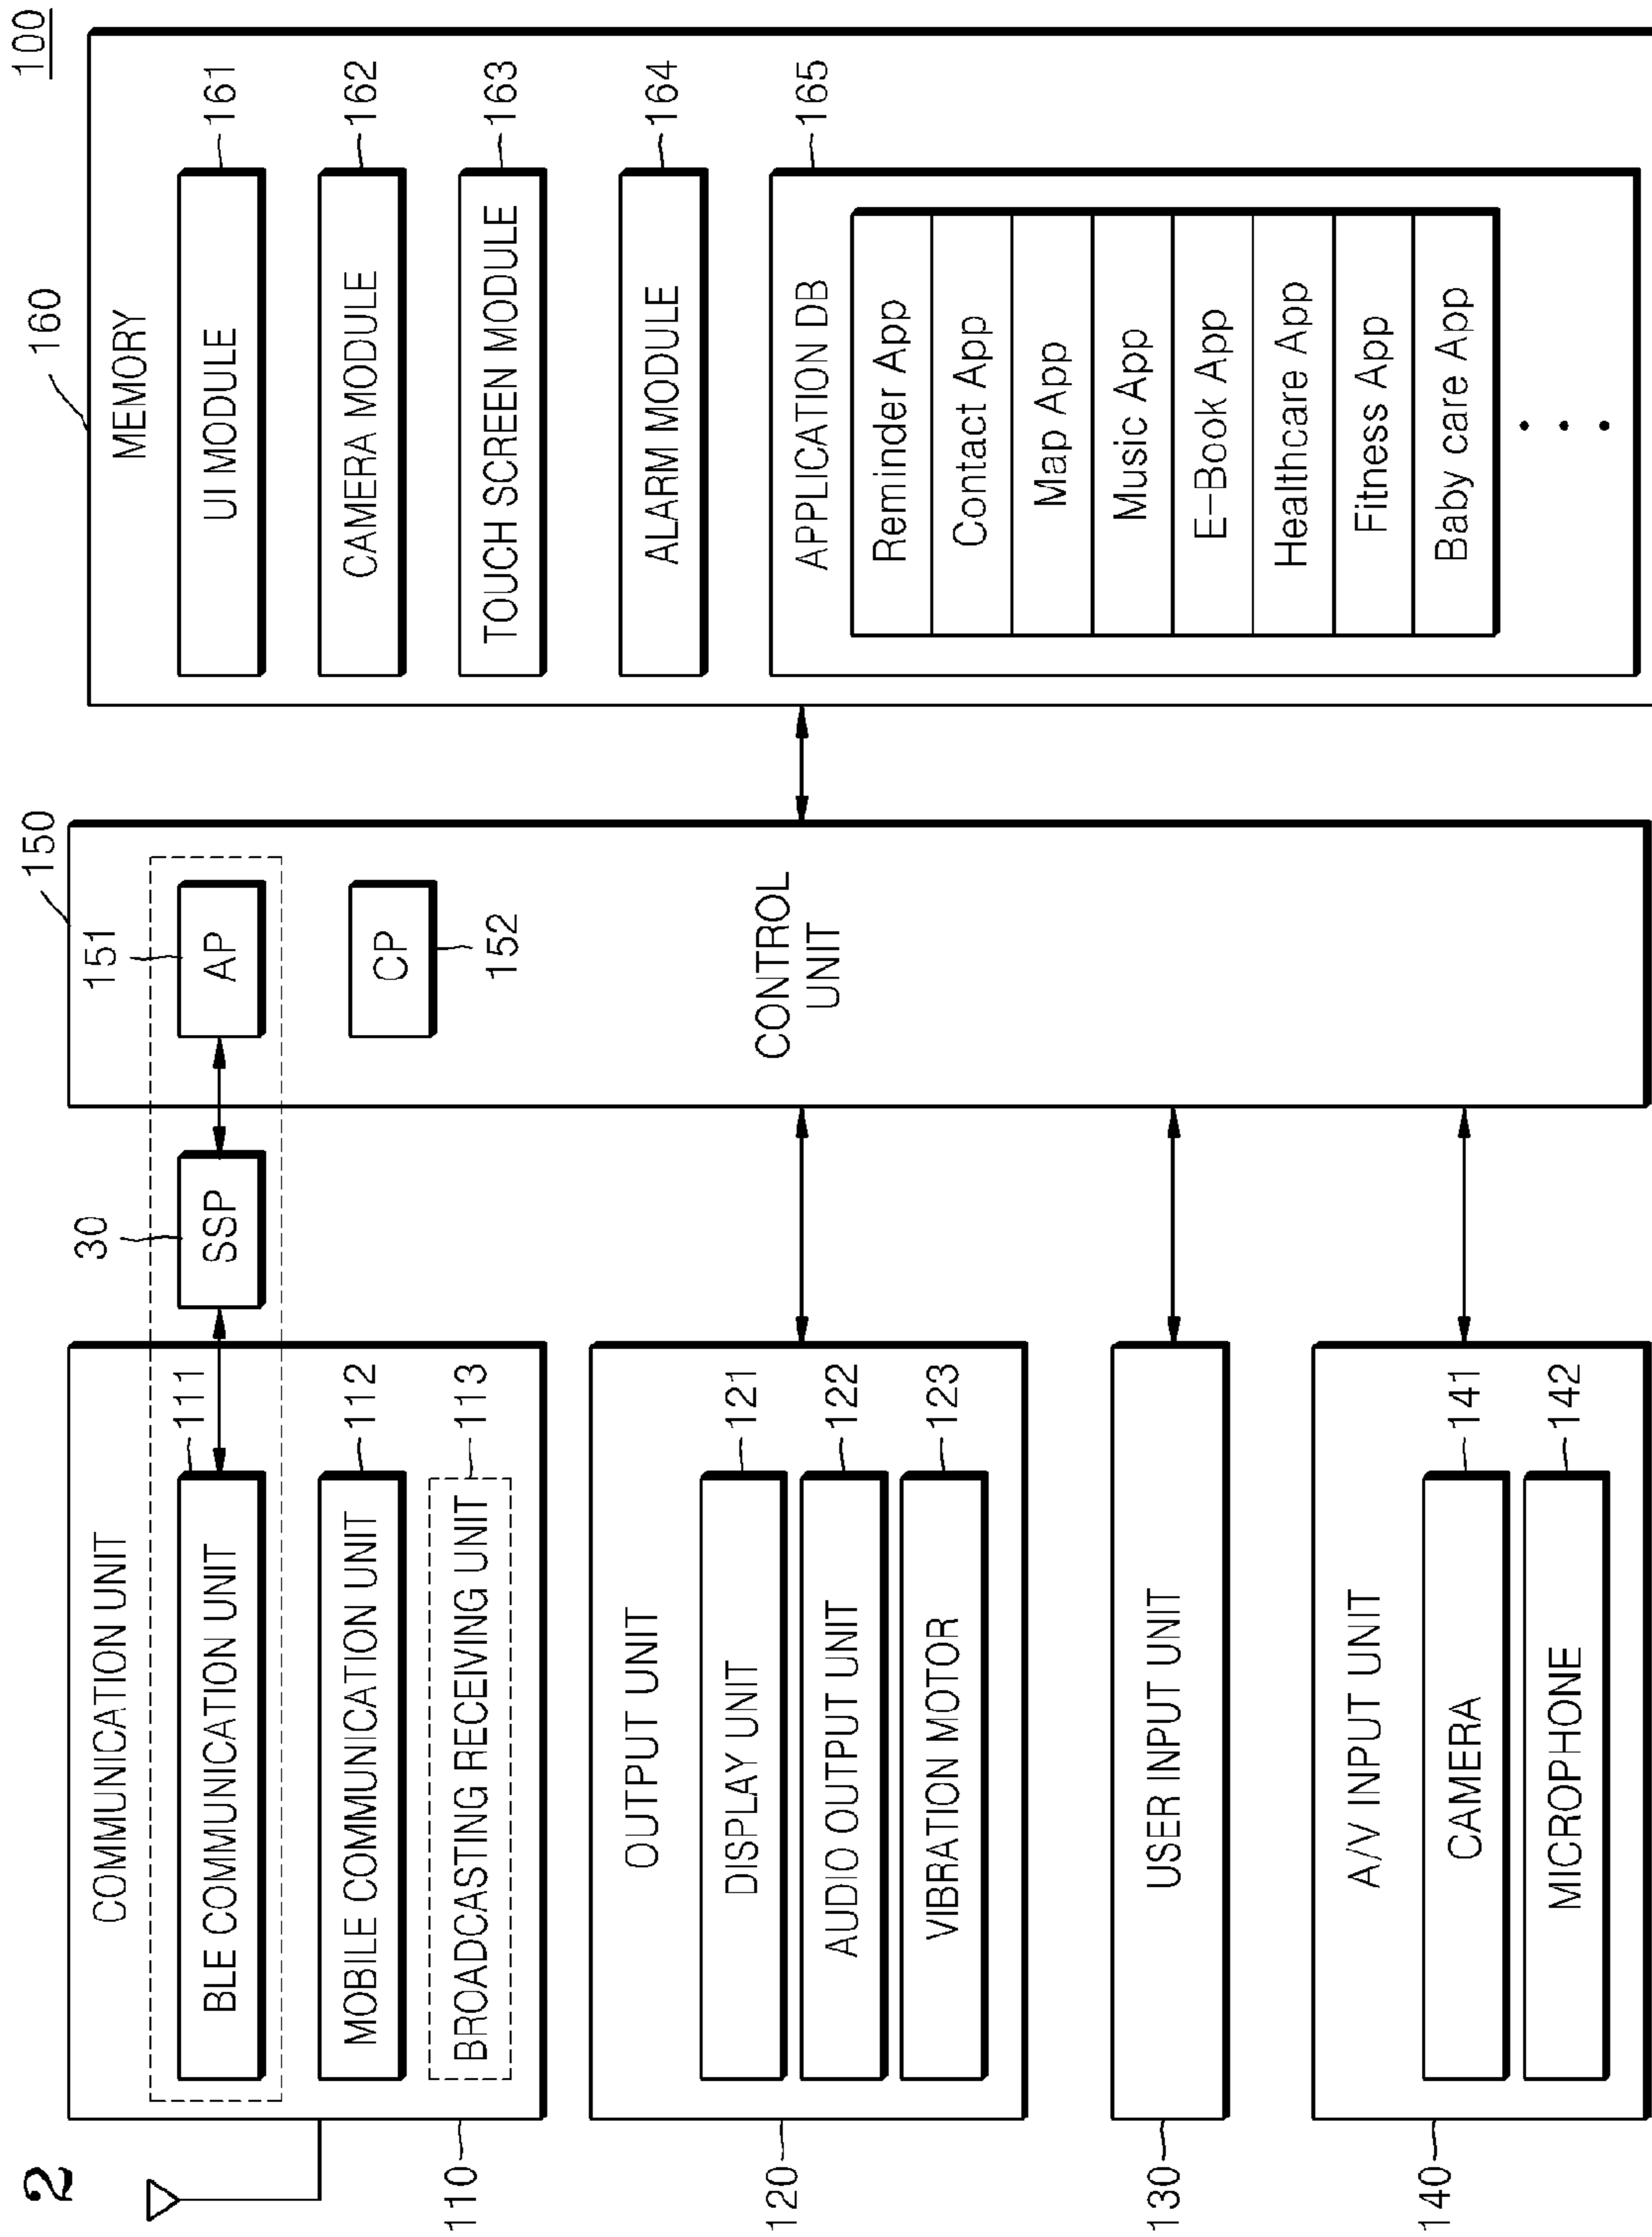 2
100
COMMUNICATION UNIT
BLE COMMUNICATION UNIT
111
MOBILE COMMUNICATION UNIT
112
BROADCASTING RECEIVING UNIT
113
110
30
SSP
OUTPUT UNIT
DISPLAY UNIT
121
AUDIO OUTPUT UNIT
122
VIBRATION MOTOR
123
120
USER INPUT UNIT
130
A/V INPUT UNIT
CAMERA
141
MICROPHONE
142
140
150
151
AP
CP
152
CONTROL
UNIT
160
MEMORY
UI MODULE
161
CAMERA MODULE
162
TOUCH SCREEN MODULE
163
ALARM MODULE
164
APPLICATION DB
165
Reminder App
Contact App
Map App
Music App
E-Book App
Healthcare App
Fitness App
Baby care App